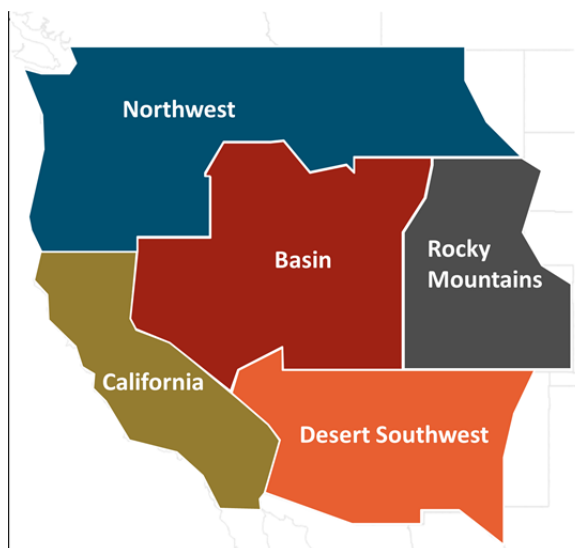 Northwest
Basin
Rocky
Mountains
California
Desert Southwest